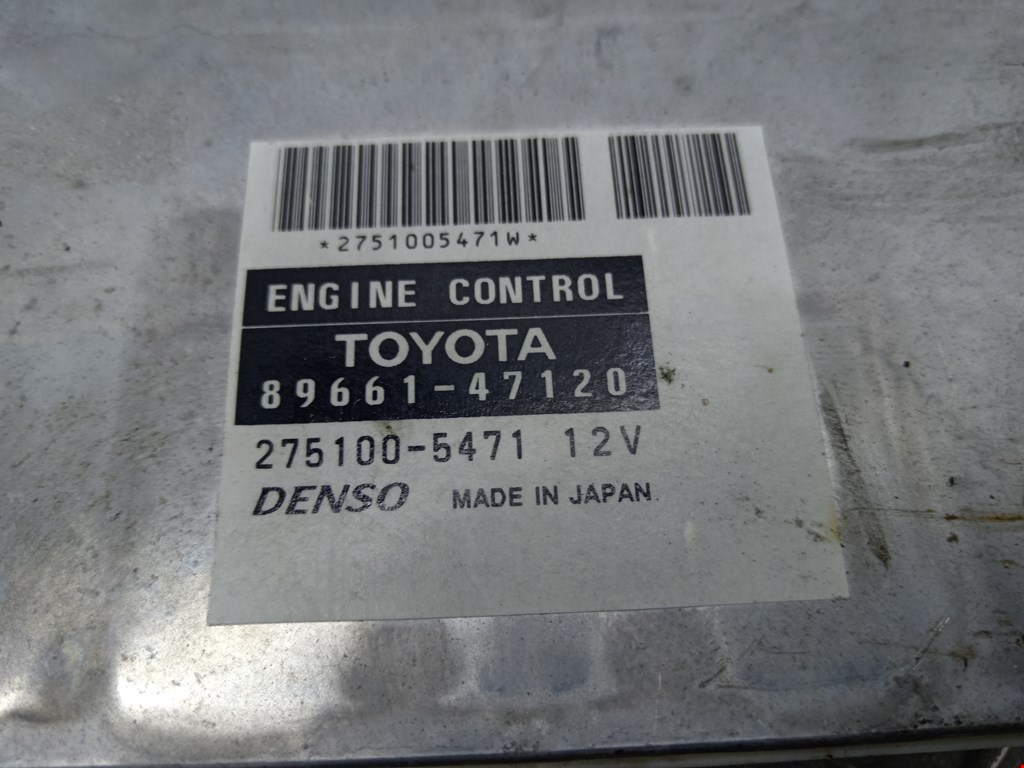 *2751005471W*
ENGINE CONTROL
TOYOTA
89661-47120
275100-5471 12V
DENSO MADE IN JAPAN